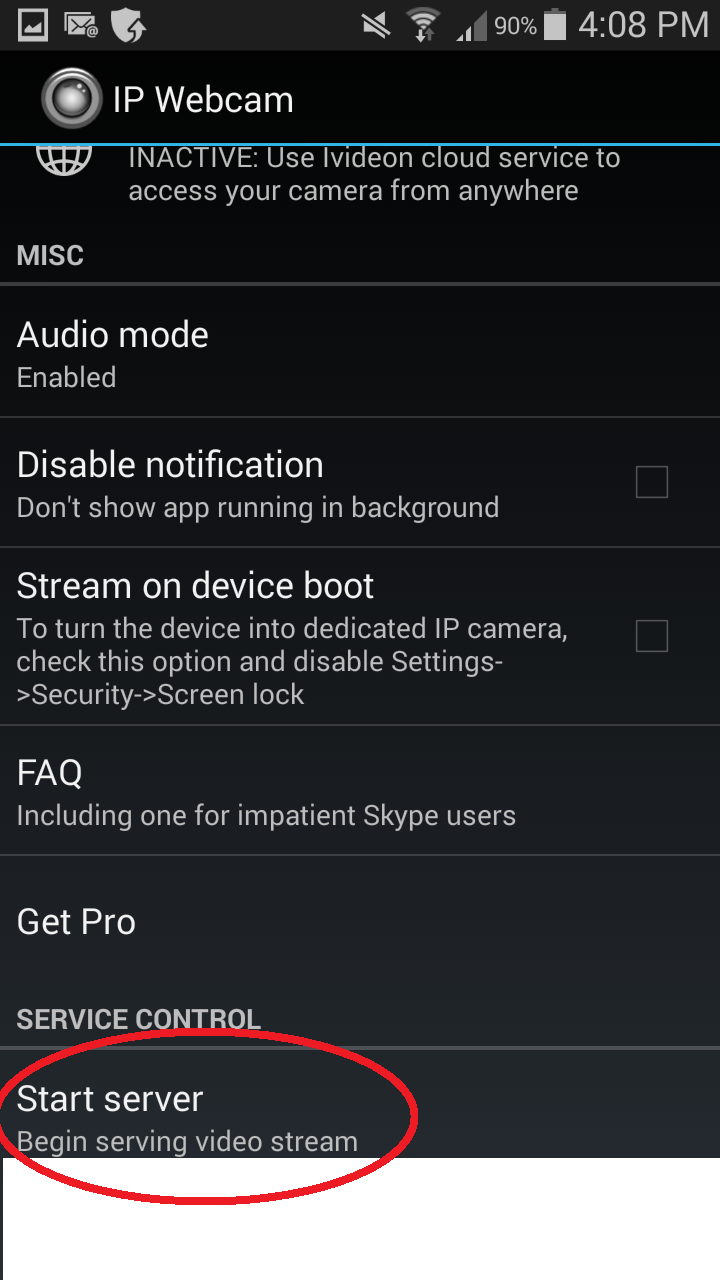 90% 4:08 PM
IP Webcam
INACTIVE: Use Ivideon cloud service to
access your camera from anywhere
MISC
Audio mode
Enabled
Disable notification
Don't show app running in background
Stream on device boot
To turn the device into dedicated IP camera,
check this option and disable Settings-
>Security->Screen lock
FAQ
Including one for impatient Skype users
Get Pro
SERVICE CONTROL
Start server
Begin serving video stream